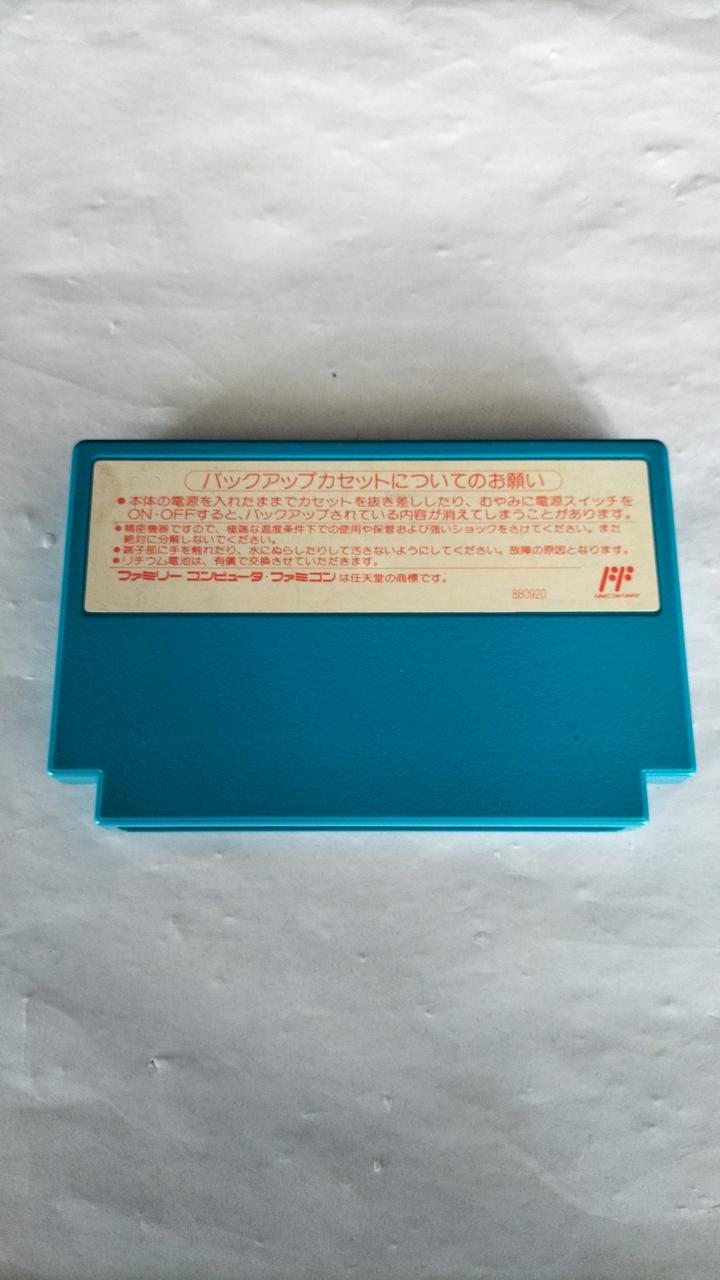 バックアップカセットについてのお願い
●本体の電源を入れたままでカセットを抜き差ししたり、むやみに電源スイッチを
ON・OFFすると、バックアップされている内容が消えてしまうことがあります。
●精密機器ですので、極端な温度条件下での使用や保管および強いショックをさけてください。また
絶対に分解しないでください。
●端子部に手を触れたり、水にぬらしたりして汚さないようにしてください。故障の原因となります。
●リチウム電池は、有償で交換させていただきます。
ファミリー コンピュータ・ファミコンは任天堂の商標です。
FAMICOM FAMILY
880920